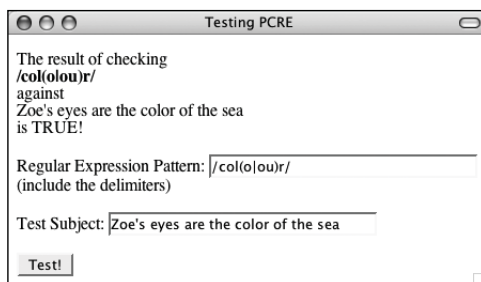 Testing PCRE
The result of checking
/col(o|ou)r/
against
Zoe's eyes are the color of the sea
is TRUE!
Regular Expression Pattern: /col(o|ou)r/
(include the delimiters)
Test Subject: Zoe's eyes are the color of the sea
Test!